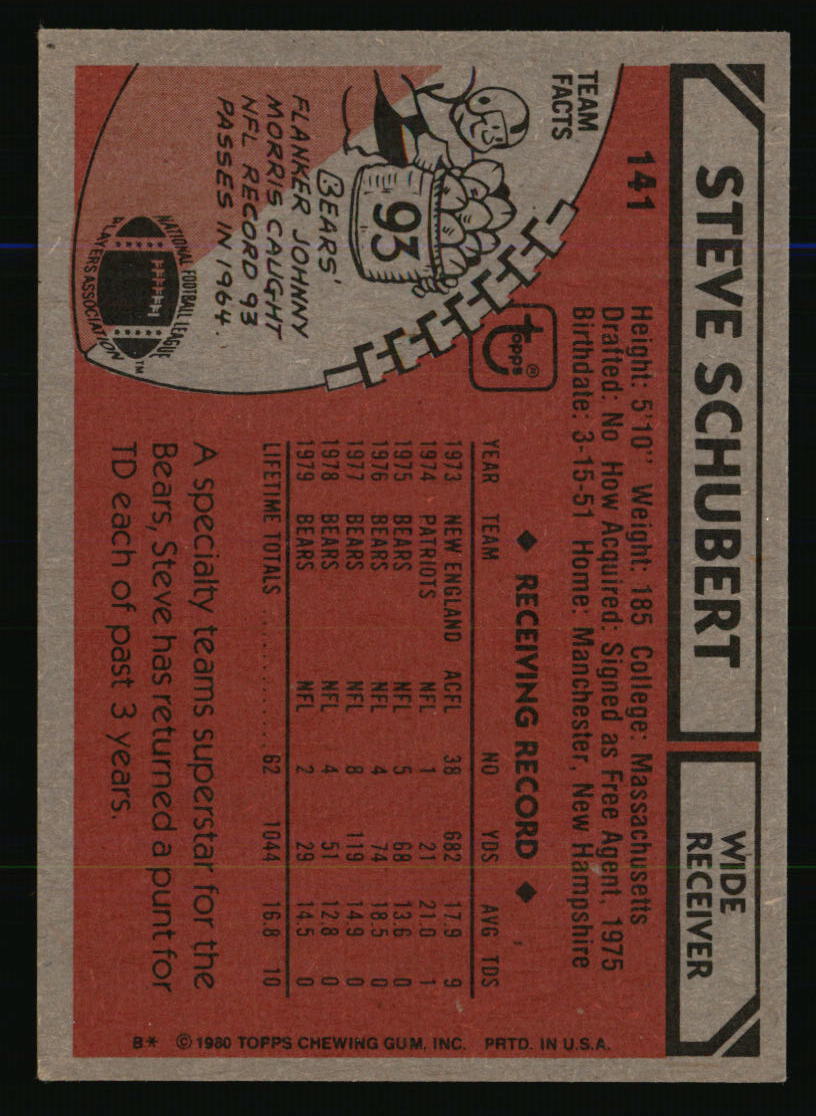 STEVE SCHUBERT
WIDE
RECEIVER
141
Height: 5'10" Weight: 185 College: Massachusetts
Drafted: No How Acquired: Signed as Free Agent, 1975
Birthdate: 3-15-51 Home: Manchester, New Hampshire
topps®
TEAM
FACTS
93
BEARS'
FLANKER JOHNNY
MORRIS CAUGHT
NFL RECORD 93
PASSES IN 1964.
NATIONAL FOOTBALL LEAGUE
PLAYERS ASSOCIATION
TM
◆ RECEIVING RECORD ◆
YEAR TEAM NO YDS AVG TDS
1973 NEW ENGLAND ACFL 38 682 17.9 9
1974 PATRIOTS NFL 1 21 21.0 1
1975 BEARS NFL 5 68 13.6 0
1976 BEARS NFL 4 74 18.5 0
1977 BEARS NFL 8 119 14.9 0
1978 BEARS NFL 4 51 12.8 0
1979 BEARS NFL 2 29 14.5 0
LIFETIME TOTALS .......... 62 1044 16.8 10
A specialty teams superstar for the
Bears, Steve has returned a punt for
TD each of past 3 years.
B* © 1980 TOPPS CHEWING GUM, INC. PRTD. IN U.S.A.